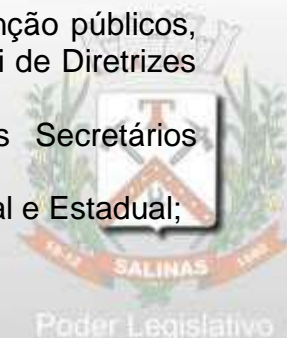 nção públicos,
i de Diretrizes
s Secretários
al e Estadual;
SALINAS
Poder Legislativo